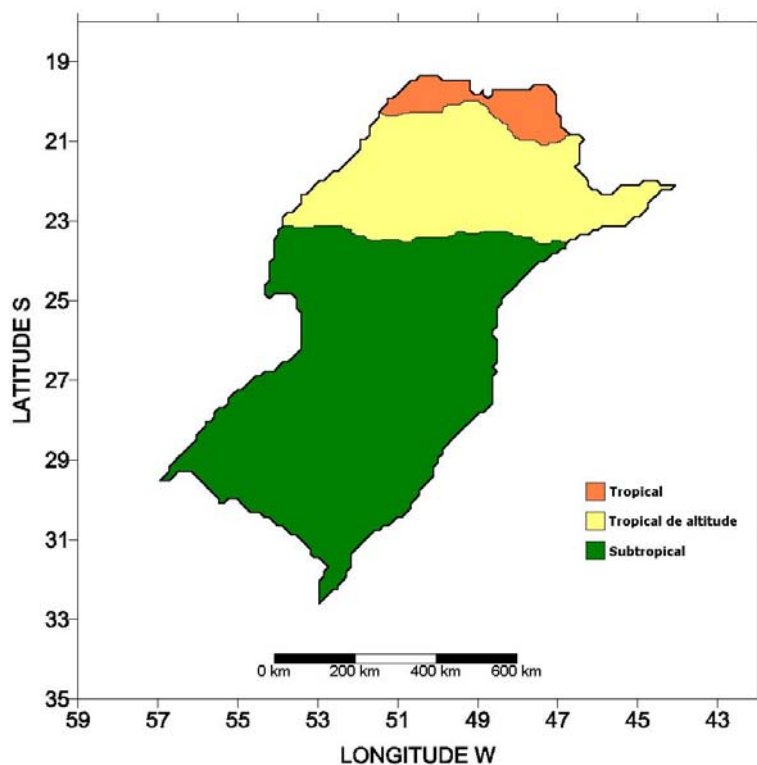 19
21
23
25
27
29
31
33
35
LATITUDE S
Tropical
Tropical de altitude
Subtropical
0 km 200 km 400 km 600 km
59 57 55 53 51 49 47 45 43
LONGITUDE W